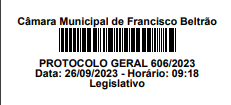 Câmara Municipal de Francisco Beltrão
PROTOCOLO GERAL 606/2023
Data: 26/09/2023 - Horário: 09:18
Legislativo